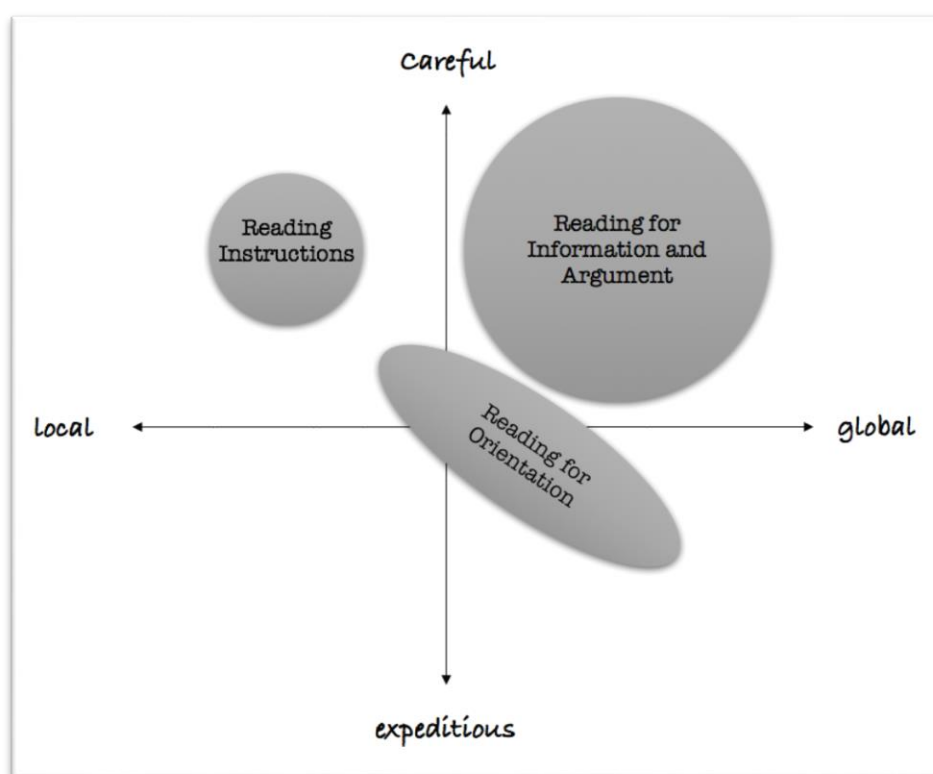 Careful
Reading
Instructions
Reading for
Information and
Argument
local
global
Reading for
Orientation
expeditious